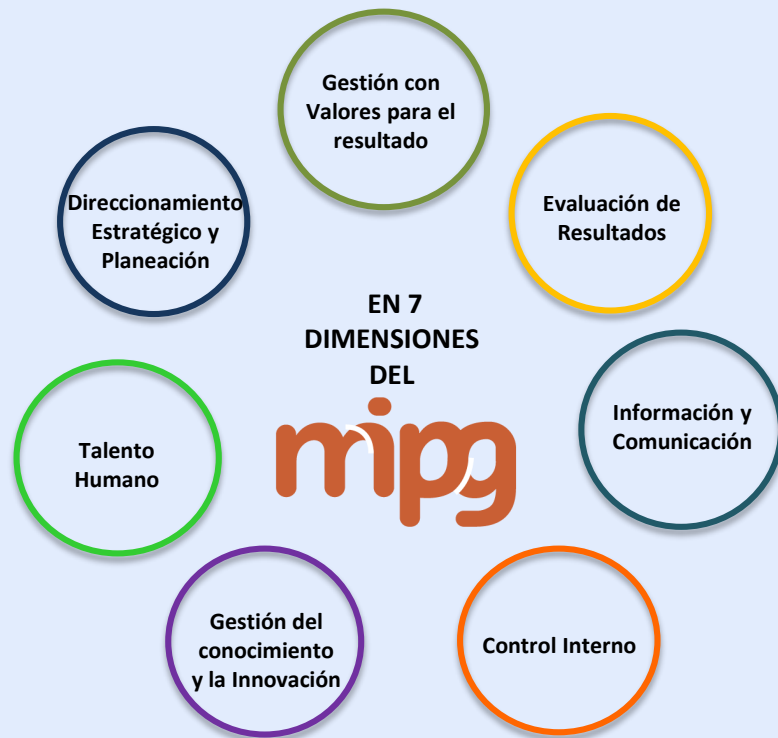 Gestión con
Valores para el
resultado
Direccionamiento
Estratégico y
Planeación
Evaluación de
Resultados
EN 7
DIMENSIONES
DEL
mipg
Información y
Comunicación
Talento
Humano
Gestión del
conocimiento
y la Innovación
Control Interno